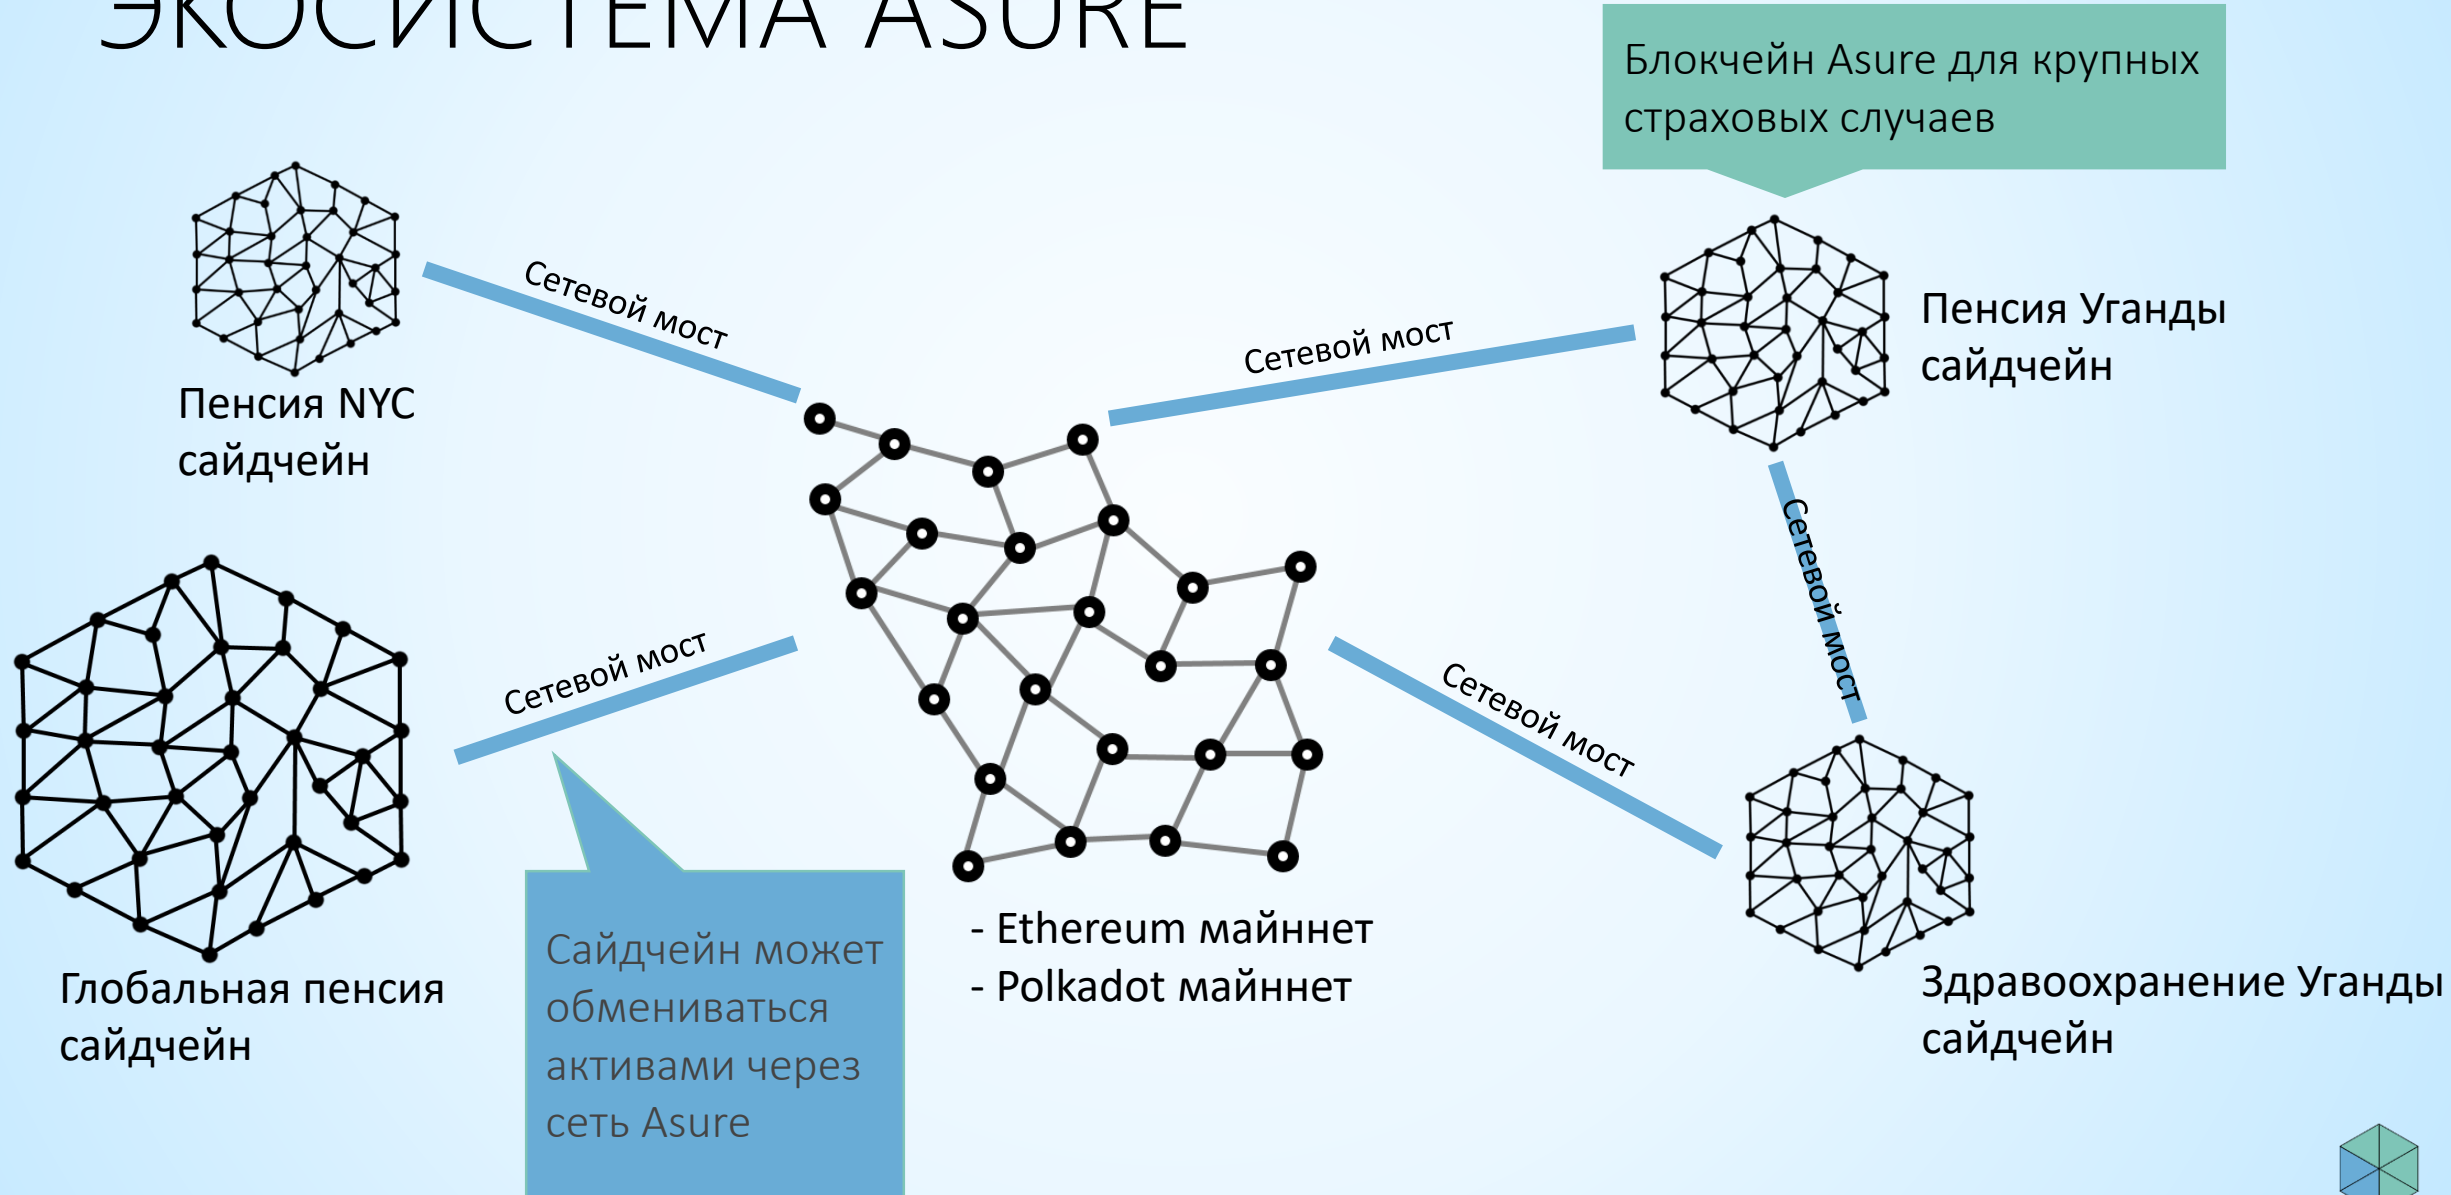 ЭКОСИСТЕМА ASURE
Блокчейн Asure для крупных
страховых случаев
Сетевой мост
Сетевой мост
Пенсия Уганды
сайдчейн
Пенсия NYC
сайдчейн
Сетевой мост
Сетевой мост
Сетевой мост
Сайдчейн может
обмениваться
активами через
сеть Asure
- Ethereum майннет
- Polkadot майннет
Глобальная пенсия
сайдчейн
Здравоохранение Уганды
сайдчейн